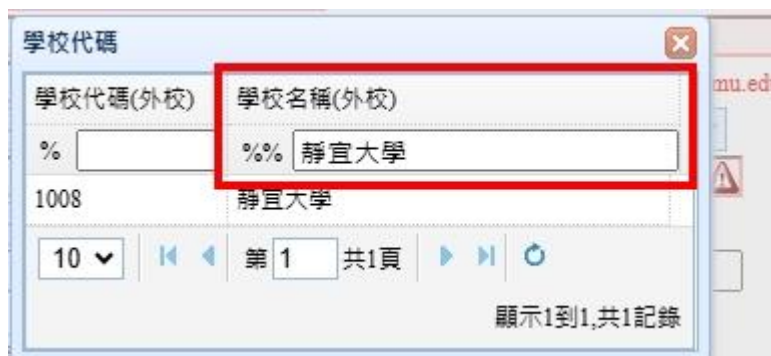 學校代碼
學校代碼(外校) 學校名稱(外校)
% %% 靜宜大學
1008 靜宜大學
10 第 1 共1頁
顯示1到1,共1記錄
mu.ed